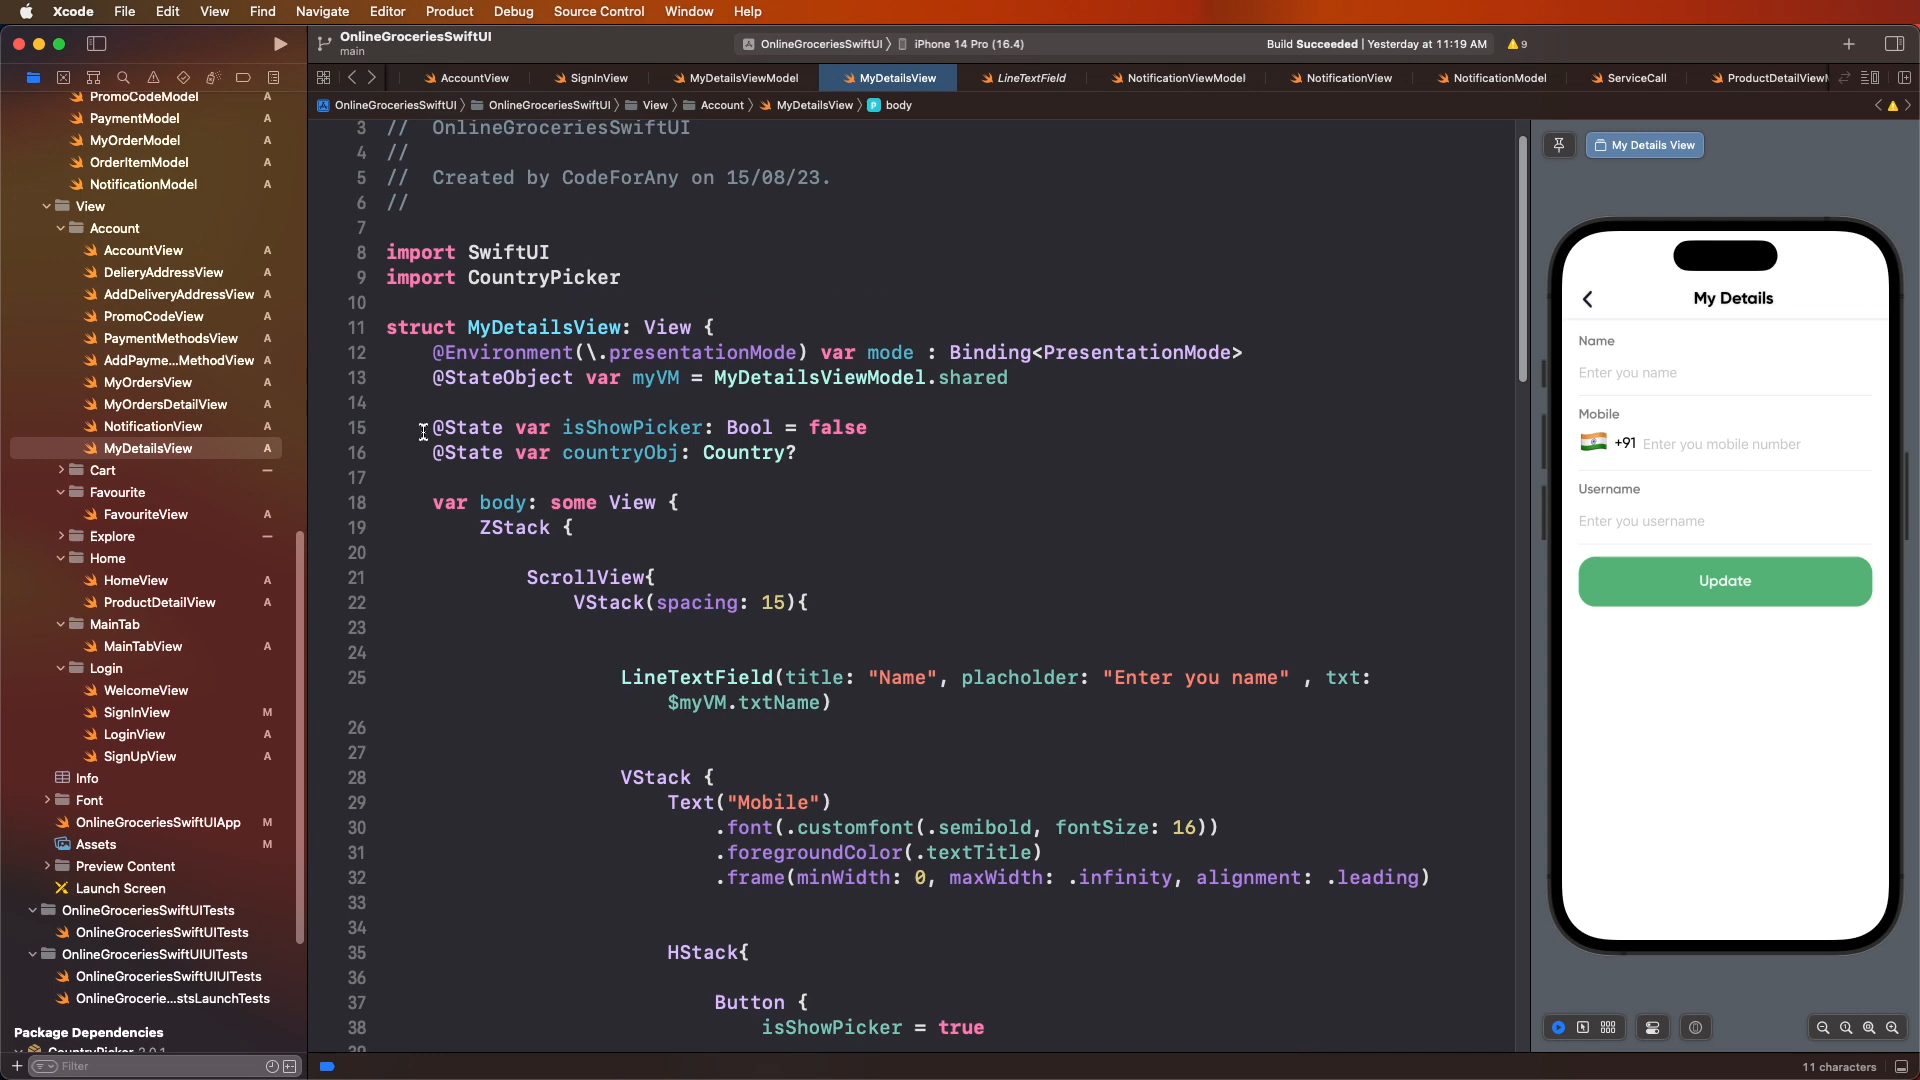 Xcode File Edit View Find Navigate Editor Product Debug Source Control Window Help
OnlineGroceriesSwiftUI
main
OnlineGroceriesSwiftUI 〉 iPhone 14 Pro (16.4)
Build Succeeded | Yesterday at 11:19 AM
9
AccountView SignInView MyDetailsViewModel MyDetailsView LineTextField NotificationViewModel NotificationView NotificationModel ServiceCall ProductDetailViewM
OnlineGroceriesSwiftUI 〉 OnlineGroceriesSwiftUI 〉 View 〉 Account 〉 MyDetailsView 〉 P body
PromoCodeModel A
PaymentModel A
MyOrderModel A
OrderItemModel A
NotificationModel A
View
Account
AccountView A
DelieryAddressView A
AddDeliveryAddressView A
PromoCodeView A
PaymentMethodsView A
AddPayme...MethodView A
MyOrdersView A
MyOrdersDetailView A
NotificationView A
MyDetailsView A
Cart
Favourite
FavouriteView A
Explore
Home
HomeView A
ProductDetailView A
MainTab
MainTabView A
Login
WelcomeView
SignInView M
LoginView A
SignUpView A
Info
Font
OnlineGroceriesSwiftUIApp M
Assets M
Preview Content
Launch Screen
OnlineGroceriesSwiftUITests
OnlineGroceriesSwiftUITests
OnlineGroceriesSwiftUIUITests
OnlineGroceriesSwiftUIUITests
OnlineGrocerie...stsLaunchTests
Package Dependencies
CountryPicker 2.0.1
Filter
3 // OnlineGroceriesSwiftUI
4 //
5 // Created by CodeForAny on 15/08/23.
6 //
7
8 import SwiftUI
9 import CountryPicker
10
11 struct MyDetailsView: View {
12 @Environment(\.presentationMode) var mode : Binding<PresentationMode>
13 @StateObject var myVM = MyDetailsViewModel.shared
14
15 @State var isShowPicker: Bool = false
16 @State var countryObj: Country?
17
18 var body: some View {
19 ZStack {
20
21 ScrollView{
22 VStack(spacing: 15){
23
24
25 LineTextField(title: "Name", placholder: "Enter you name" , txt:
$myVM.txtName)
26
27
28 VStack {
29 Text("Mobile")
30 .font(.customfont(.semibold, fontSize: 16))
31 .foregroundColor(.textTitle)
32 .frame(minWidth: 0, maxWidth: .infinity, alignment: .leading)
33
34
35 HStack{
36
37 Button {
38 isShowPicker = true
39
My Details View
My Details
Name
Enter you name
Mobile
+91 Enter you mobile number
Username
Enter you username
Update
11 characters